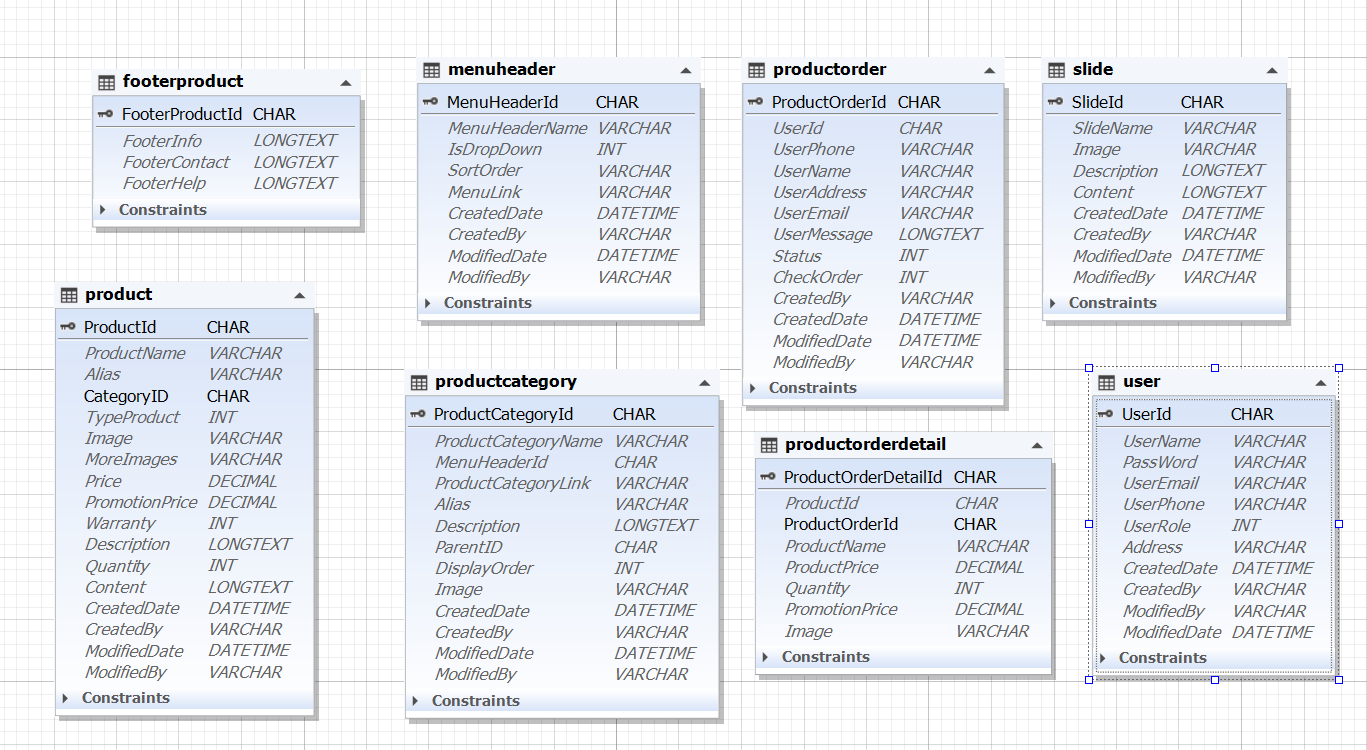 footerproduct
FooterProductId CHAR
FooterInfo LONGTEXT
FooterContact LONGTEXT
FooterHelp LONGTEXT
Constraints
menuheader
MenuHeaderId CHAR
MenuHeaderName VARCHAR
IsDropDown INT
SortOrder VARCHAR
MenuLink VARCHAR
CreatedDate DATETIME
CreatedBy VARCHAR
ModifiedDate DATETIME
ModifiedBy VARCHAR
Constraints
productorder
ProductOrderId CHAR
UserId CHAR
UserPhone VARCHAR
UserName VARCHAR
UserAddress VARCHAR
UserEmail VARCHAR
UserMessage LONGTEXT
Status INT
CheckOrder INT
CreatedBy VARCHAR
CreatedDate DATETIME
ModifiedDate DATETIME
ModifiedBy VARCHAR
Constraints
slide
SlideId CHAR
SlideName VARCHAR
Image VARCHAR
Description LONGTEXT
Content LONGTEXT
CreatedDate DATETIME
CreatedBy VARCHAR
ModifiedDate DATETIME
ModifiedBy VARCHAR
Constraints
product
ProductId CHAR
ProductName VARCHAR
Alias VARCHAR
CategoryID CHAR
TypeProduct INT
Image VARCHAR
MoreImages VARCHAR
Price DECIMAL
PromotionPrice DECIMAL
Warranty INT
Description LONGTEXT
Quantity INT
Content LONGTEXT
CreatedDate DATETIME
CreatedBy VARCHAR
ModifiedDate DATETIME
ModifiedBy VARCHAR
Constraints
productcategory
ProductCategoryId CHAR
ProductCategoryName VARCHAR
MenuHeaderId CHAR
ProductCategoryLink VARCHAR
Alias VARCHAR
Description LONGTEXT
ParentID CHAR
DisplayOrder INT
Image VARCHAR
CreatedDate DATETIME
CreatedBy VARCHAR
ModifiedDate DATETIME
ModifiedBy VARCHAR
Constraints
productorderdetail
ProductOrderDetailId CHAR
ProductId CHAR
ProductOrderId CHAR
ProductName VARCHAR
ProductPrice DECIMAL
Quantity INT
PromotionPrice DECIMAL
Image VARCHAR
Constraints
user
UserId CHAR
UserName VARCHAR
PassWord VARCHAR
UserEmail VARCHAR
UserPhone VARCHAR
UserRole INT
Address VARCHAR
CreatedDate DATETIME
CreatedBy VARCHAR
ModifiedBy VARCHAR
ModifiedDate DATETIME
Constraints